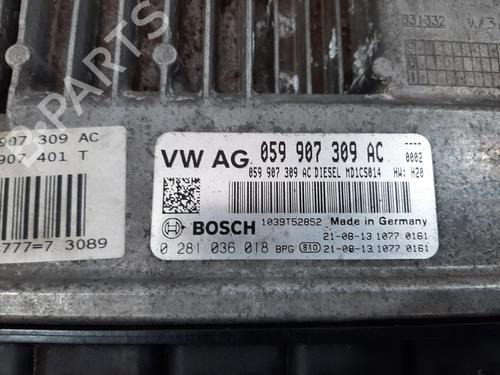 331332
907 309 AC
907 401 T
777=7 3089
VW AG 059 907 309 AC
0002
059 907 309 AC DIESEL MD1CS014 HW: H20
BOSCH 1039T52852 Made in Germany
0 281 036 018 BPG 810 21-08-13 1077 0161
21-08-13 1077 0161